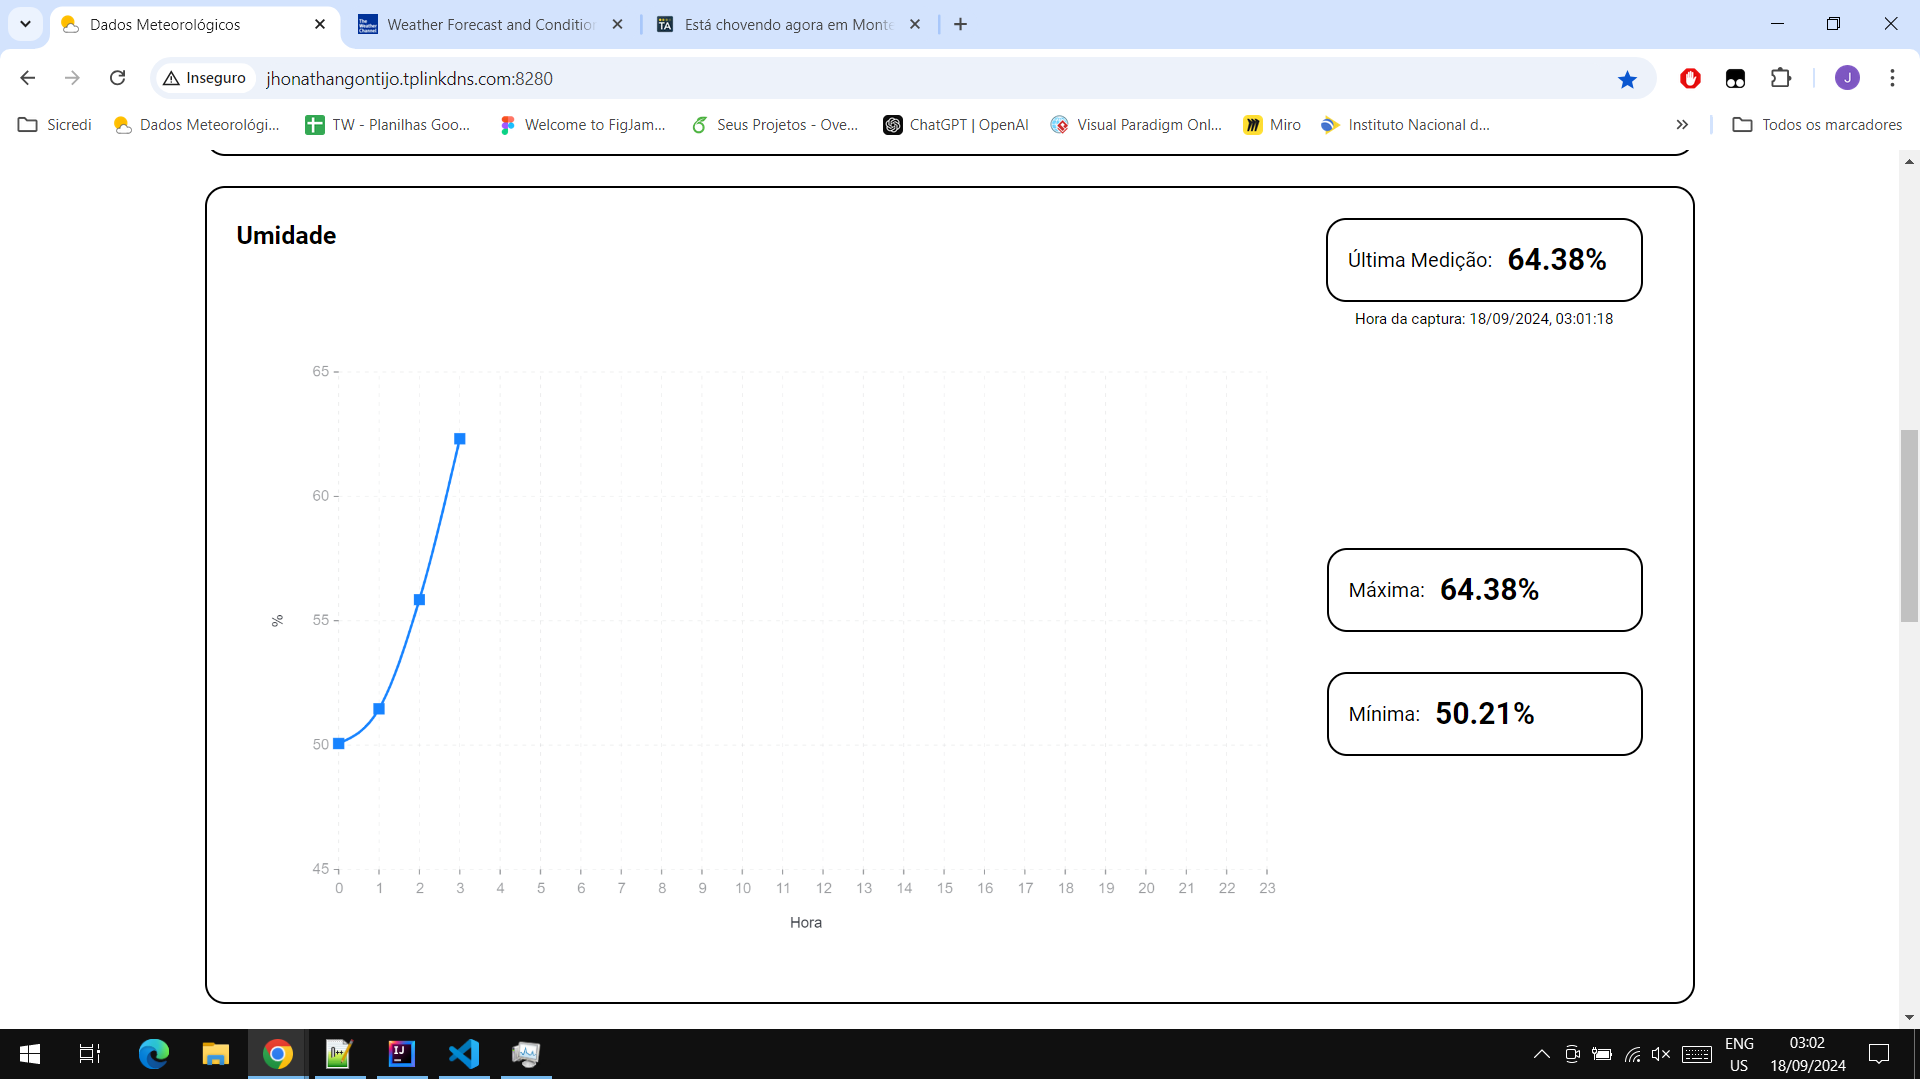 Dados Meteorológicos
Weather Forecast and Conditio
Está chovendo agora em Monte
Inseguro
jhonathangontijo.tplinkdns.com:8280
Sicredi
Dados Meteorológi...
TW - Planilhas Goo...
Welcome to FigJam...
Seus Projetos - Ove...
ChatGPT | OpenAI
Visual Paradigm Onl...
Miro
Instituto Nacional d...
Todos os marcadores
Umidade
Última Medição: 64.38%
Hora da captura: 18/09/2024, 03:01:18
65
60
55
50
45
%
0 1 2 3 4 5 6 7 8 9 10 11 12 13 14 15 16 17 18 19 20 21 22 23
Hora
Máxima: 64.38%
Mínima: 50.21%
ENG
US
03:02
18/09/2024